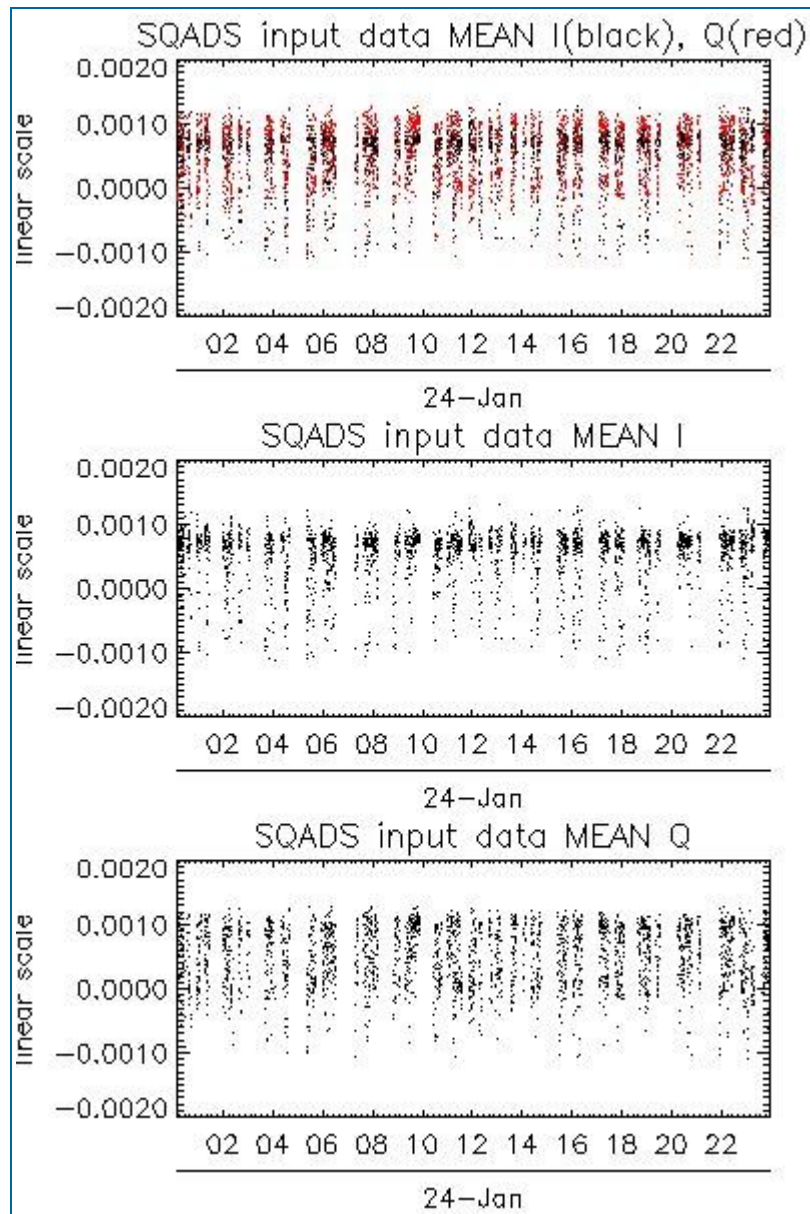 SQADS input data MEAN I(black), Q(red)
linear scale
0.0020
0.0010
0.0000
−0.0010
−0.0020
02 04 06 08 10 12 14 16 18 20 22
24−Jan
SQADS input data MEAN I
linear scale
0.0020
0.0010
0.0000
−0.0010
−0.0020
02 04 06 08 10 12 14 16 18 20 22
24−Jan
SQADS input data MEAN Q
linear scale
0.0020
0.0010
0.0000
−0.0010
−0.0020
02 04 06 08 10 12 14 16 18 20 22
24−Jan